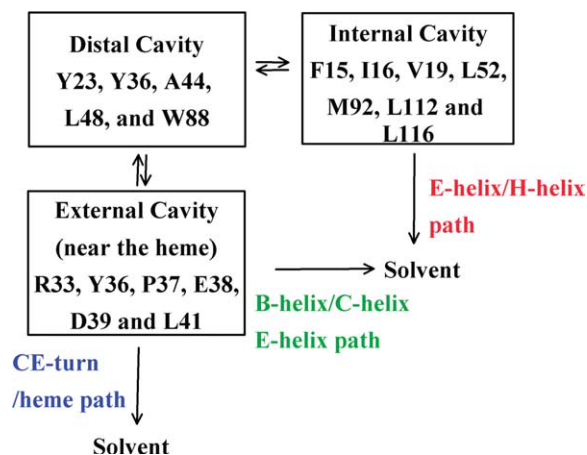 Distal Cavity
Y23, Y36, A44,
L48, and W88
Internal Cavity
F15, I16, V19, L52,
M92, L112 and
L116
External Cavity
(near the heme)
R33, Y36, P37, E38,
D39 and L41
E-helix/H-helix
path
Solvent
B-helix/C-helix
E-helix path
CE-turn
/heme path
Solvent